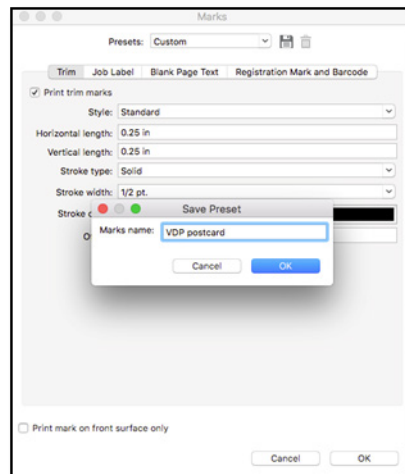 Marks
Presets: Custom
Trim Job Label Blank Page Text Registration Mark and Barcode
Print trim marks
Style: Standard
Horizontal length: 0.25 in
Vertical length: 0.25 in
Stroke type: Solid
Stroke width: 1/2 pt.
Stroke
Save Preset
Marks name: VDP postcard
Cancel OK
Print mark on front surface only
Cancel OK